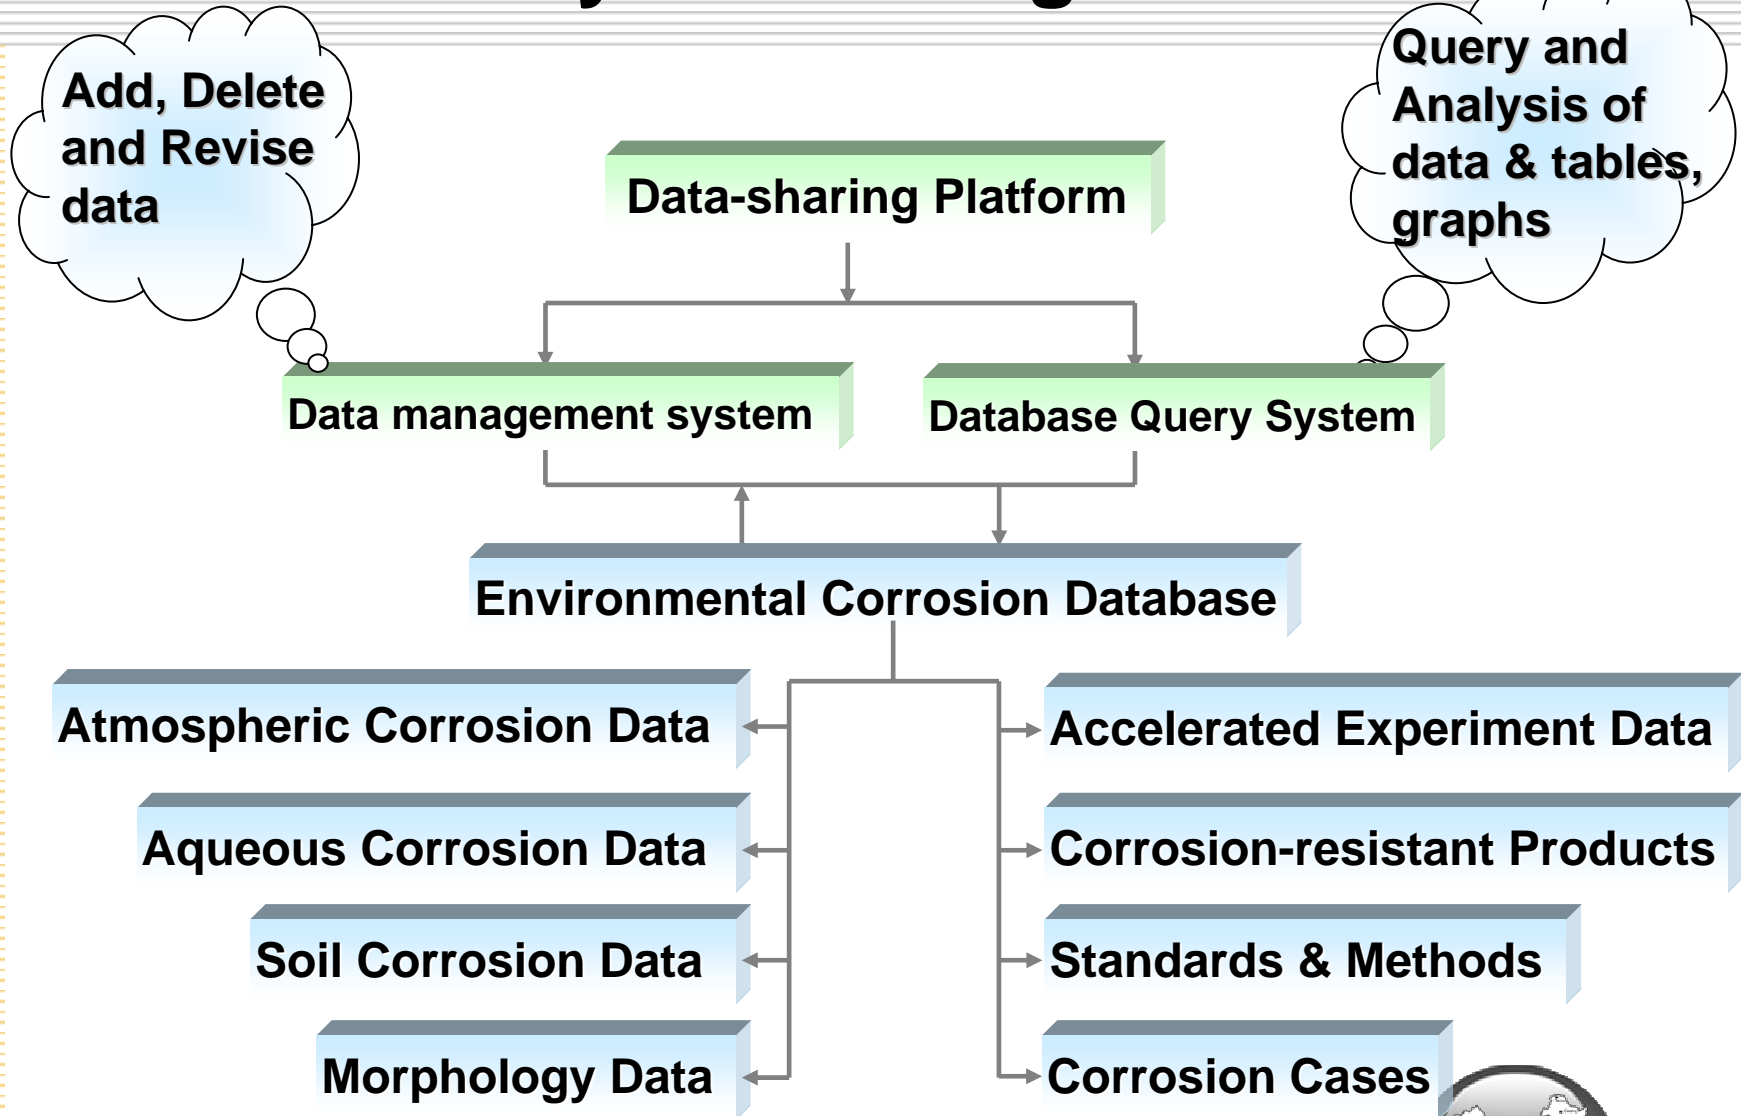 Add, Delete
and Revise
data
Query and
Analysis of
data & tables,
graphs
Data-sharing Platform
Data management system
Database Query System
Environmental Corrosion Database
Atmospheric Corrosion Data
Accelerated Experiment Data
Aqueous Corrosion Data
Corrosion-resistant Products
Soil Corrosion Data
Standards & Methods
Morphology Data
Corrosion Cases